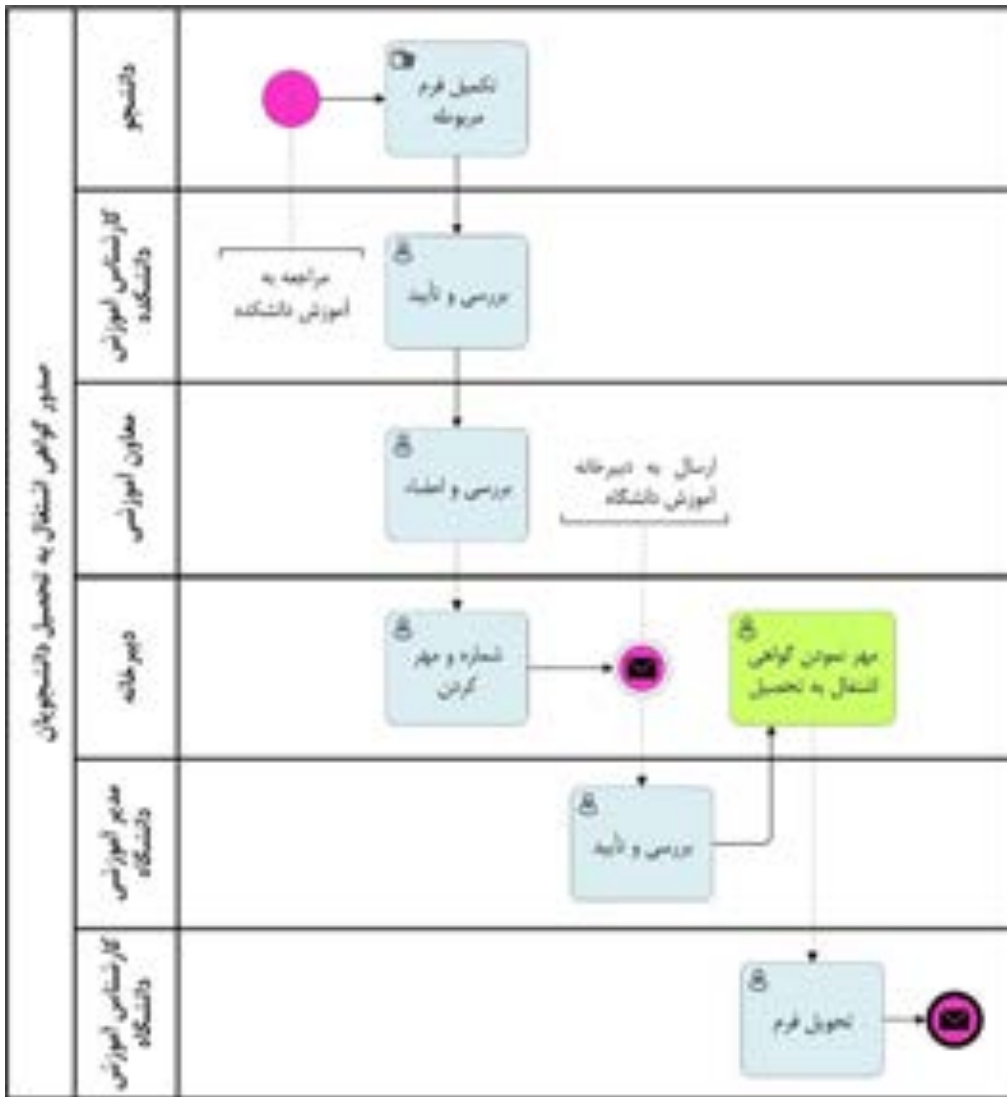 صدور گواهی اشتغال به تحصیل دانشجویان
دانشجو
تکمیل فرم
مربوطه
کارشناس آموزش
دانشکده
مراجعه به
آموزش دانشکده
بررسی و تأیید
معاون آموزشی
بررسی و امضاء
ارسال به دبیرخانه
آموزش دانشگاه
دبیرخانه
شماره و مهر
کردن
مهر نمودن گواهی
اشتغال به تحصیل
مدیر آموزشی
دانشگاه
بررسی و تأیید
کارشناس آموزش
دانشگاه
تحویل فرم